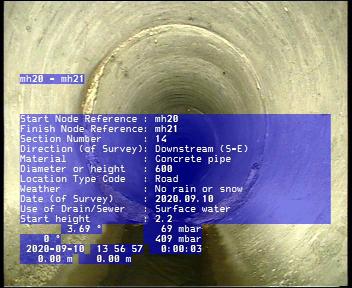 mh20 - mh21
Start Node Reference : mh20
Finish Node Reference: mh21
Section Number : 14
Direction (of Survey): Downstream (S-E)
Material : Concrete pipe
Diameter or height : 600
Location Type Code : Road
Weather : No rain or snow
Date (of Survey) : 2020.09.10
Use of Drain/Sewer : Surface water
Start height : 2.2
3.69 ° 69 mbar
0 ° 409 mbar
2020-09-10 13 56 57 0:00:03
0.00 m 0.00 m